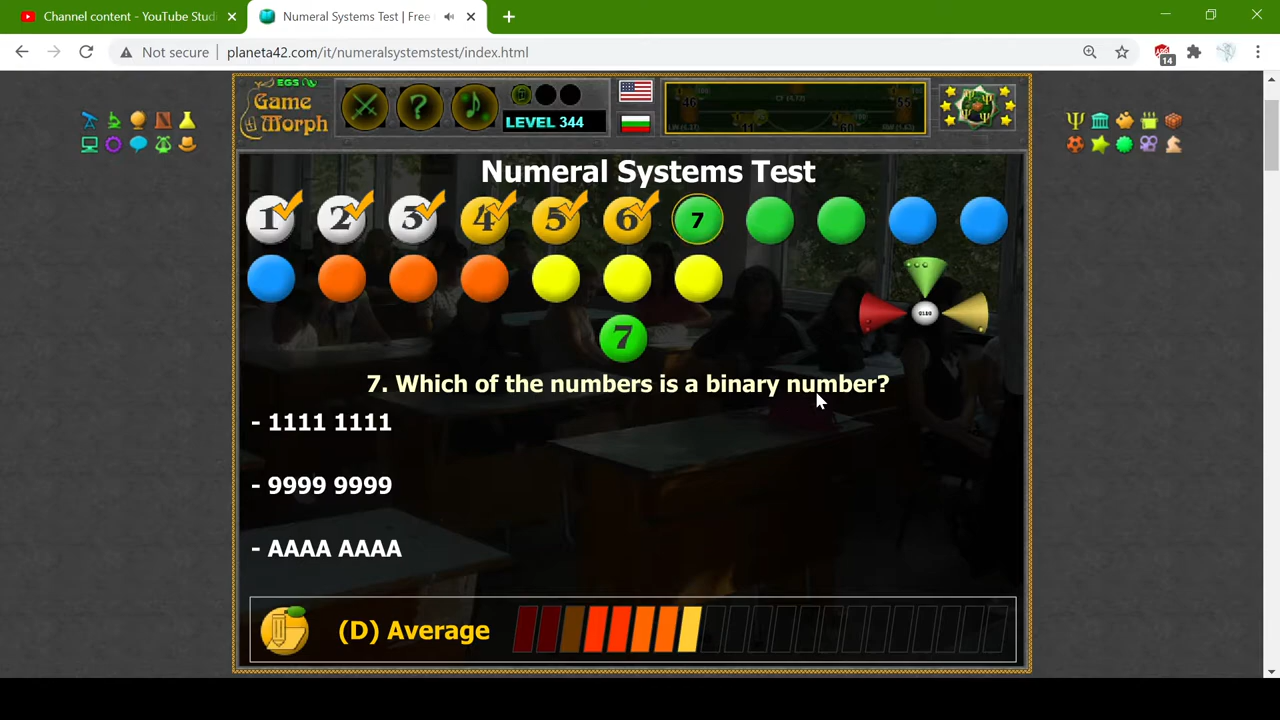 Channel content - YouTube Studi
Numeral Systems Test | Free
Not secure
planeta42.com/it/numeralsystemstest/index.html
14
EGS
Game Morph
LEVEL 344
Numeral Systems Test
1 2 3 4 5 6 7
7
7. Which of the numbers is a binary number?
- 1111 1111
- 9999 9999
- AAAA AAAA
(D) Average